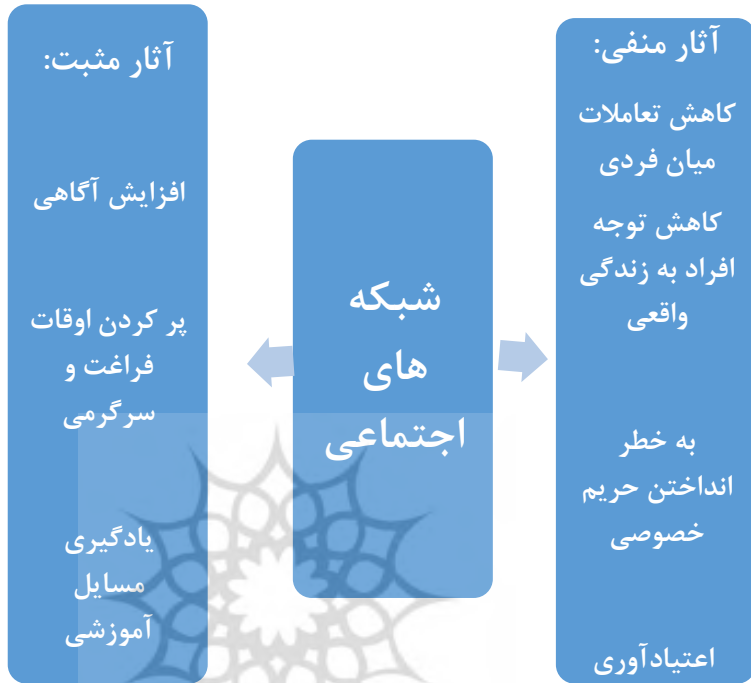 آثار منفی:
کاهش تعاملات
میان فردی
کاهش توجه
افراد به زندگی
واقعی
به خطر
انداختن حریم
خصوصی
اعتیادآوری
شبکه
های
اجتماعی
آثار مثبت:
افزایش آگاهی
پر کردن اوقات
فراغت و
سرگرمی
یادگیری
مسایل
آموزشی